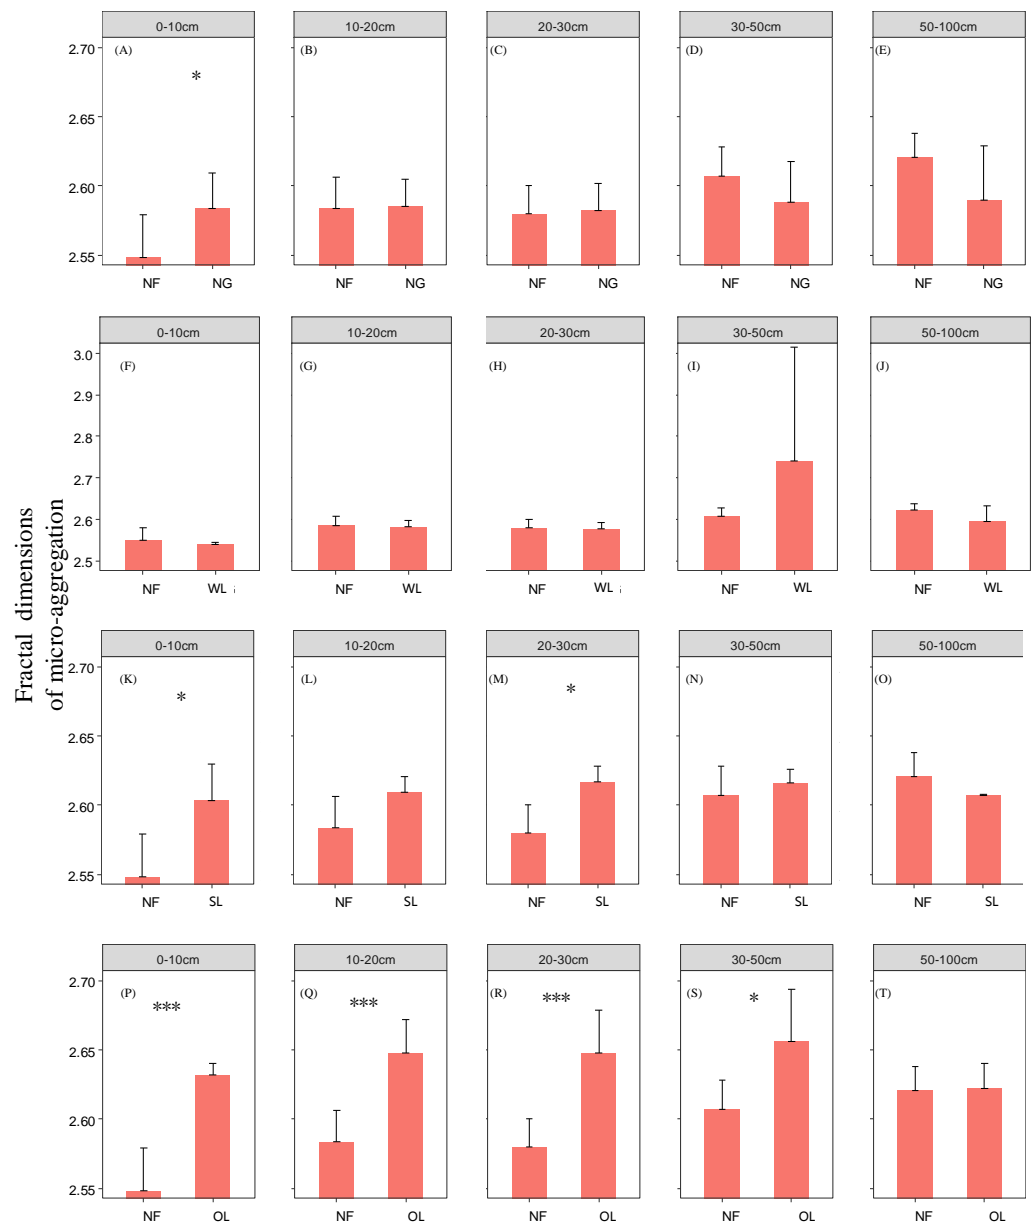 0-10cm 10-20cm 20-30cm 30-50cm 50-100cm
2.70
(A) (B) (C) (D) (E)
*
2.65
2.60
2.55
NF NG NF NG NF NG NF NG NF NG
0-10cm 10-20cm 20-30cm 30-50cm 50-100cm
3.0
(F) (G) (H) (I) (J)
2.9
2.8
2.7
2.6
2.5
NF WL NF WL NF WL NF WL NF WL
Fractal dimensions
of micro-aggregation
0-10cm 10-20cm 20-30cm 30-50cm 50-100cm
2.70
(K) (L) (M) (N) (O)
* *
2.65
2.60
2.55
NF SL NF SL NF SL NF SL NF SL
0-10cm 10-20cm 20-30cm 30-50cm 50-100cm
2.70
(P) (Q) (R) (S) (T)
*** *** *** *
2.65
2.60
2.55
NF OL NF OL NF OL NF OL NF OL